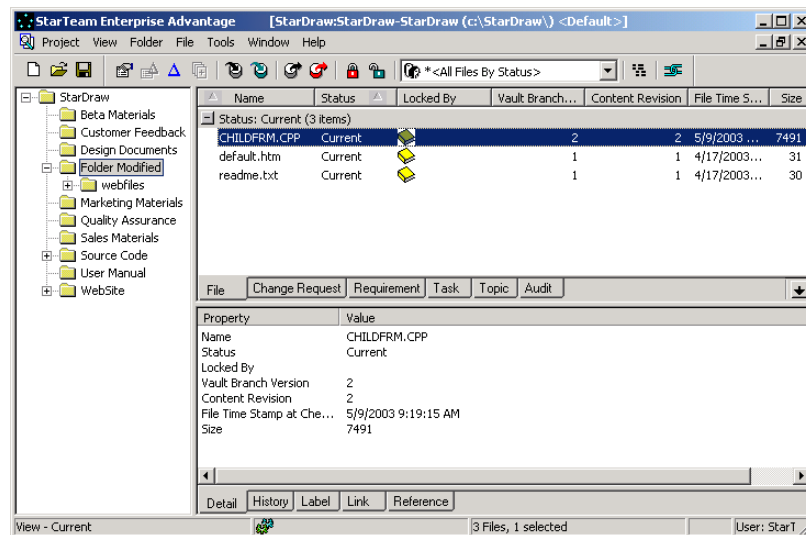 StarTeam Enterprise Advantage [StarDraw:StarDraw-StarDraw (c:\StarDraw\) <Default>]
Project View Folder File Tools Window Help
*<All Files By Status>
StarDraw
Beta Materials
Customer Feedback
Design Documents
Folder Modified
webfiles
Marketing Materials
Quality Assurance
Sales Materials
Source Code
User Manual
WebSite
Name Status Locked By Vault Branch... Content Revision File Time S... Size
Status: Current (3 items)
CHILDFRM.CPP Current 2 2 5/9/2003 ... 7491
default.htm Current 1 1 4/17/2003... 31
readme.txt Current 1 1 4/17/2003... 30
File Change Request Requirement Task Topic Audit
Property Value
Name CHILDFRM.CPP
Status Current
Locked By
Vault Branch Version 2
Content Revision 2
File Time Stamp at Che... 5/9/2003 9:19:15 AM
Size 7491
Detail History Label Link Reference
View - Current 3 Files, 1 selected User: StarT